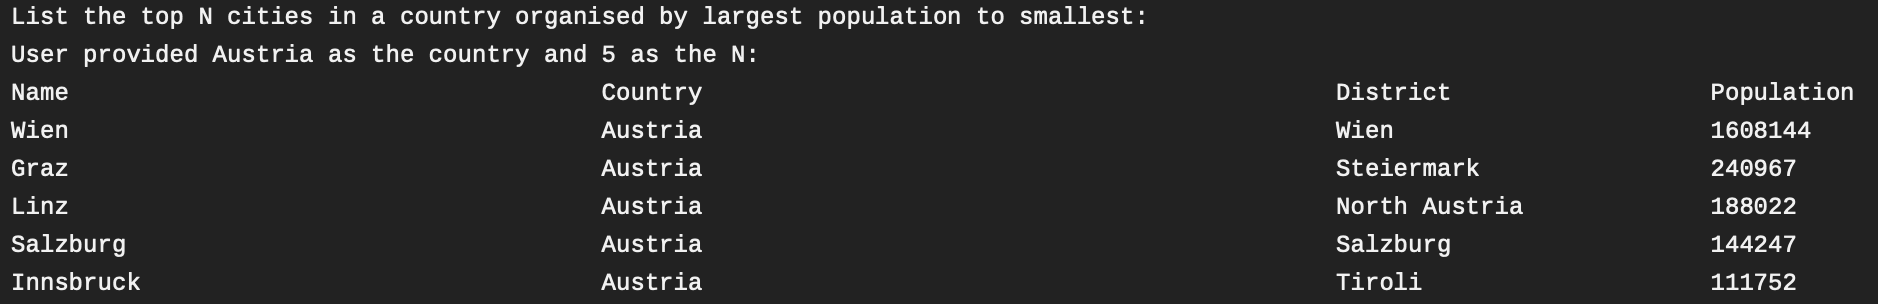 List the top N cities in a country organised by largest population to smallest:
User provided Austria as the country and 5 as the N:
Name Country District Population
Wien Austria Wien 1608144
Graz Austria Steiermark 240967
Linz Austria North Austria 188022
Salzburg Austria Salzburg 144247
Innsbruck Austria Tiroli 111752